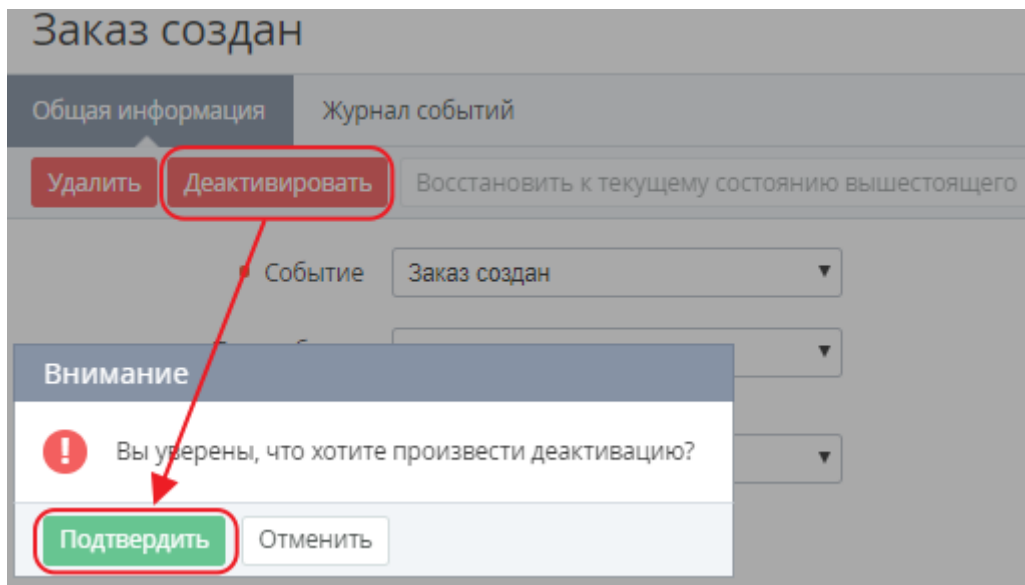 Заказ создан
Общая информация Журнал событий
Удалить Деактивировать Восстановить к текущему состоянию вышестоящего
Событие Заказ создан
Внимание
Вы уверены, что хотите произвести деактивацию?
Подтвердить Отменить